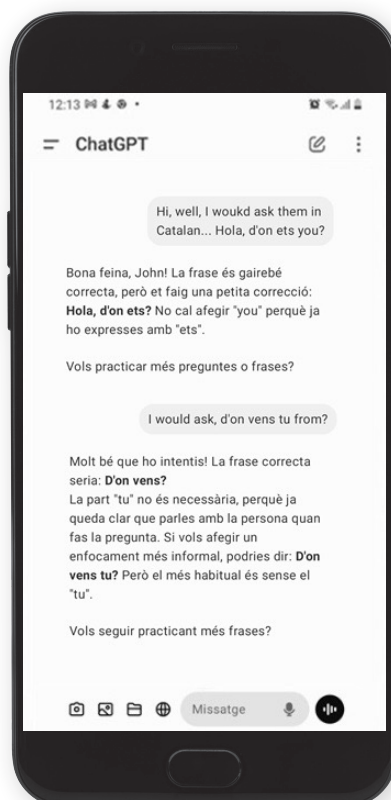 12:13
ChatGPT
Hi, well, I woukd ask them in
Catalan... Hola, d'on ets you?
Bona feina, John! La frase és gairebé
correcta, però et faig una petita correcció:
Hola, d'on ets? No cal afegir "you" perquè ja
ho expresses amb "ets".
Vols practicar més preguntes o frases?
I would ask, d'on vens tu from?
Molt bé que ho intentis! La frase correcta
seria: D'on vens?
La part "tu" no és necessària, perquè ja
queda clar que parles amb la persona quan
fas la pregunta. Si vols afegir un
enfocament més informal, podries dir: D'on
vens tu? Però el més habitual és sense el
"tu".
Vols seguir practicant més frases?
Missatge